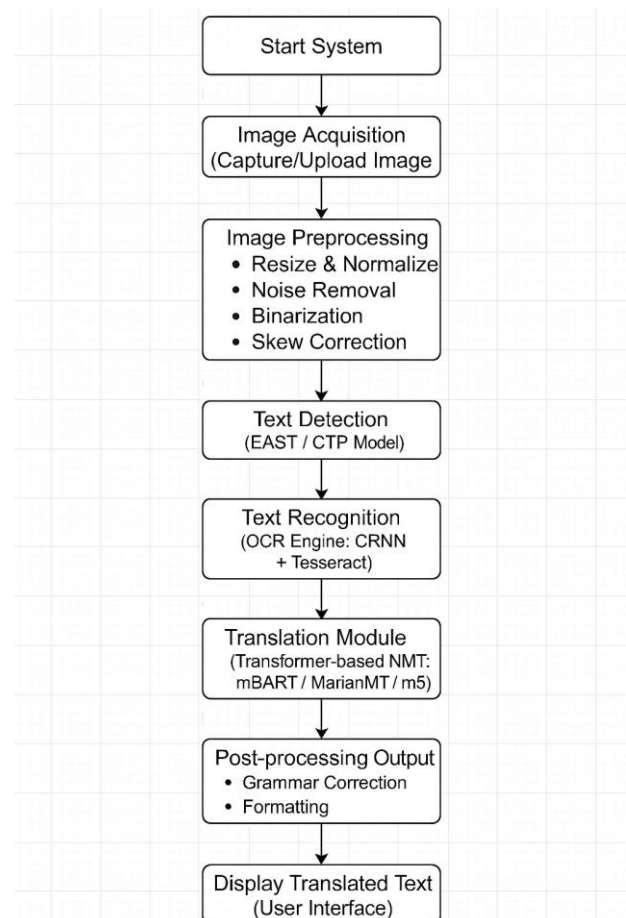 Start System
Image Acquisition
(Capture/Upload Image
Image Preprocessing
• Resize & Normalize
• Noise Removal
• Binarization
• Skew Correction
Text Detection
(EAST / CTP Model)
Text Recognition
(OCR Engine: CRNN
+ Tesseract)
Translation Module
(Transformer-based NMT:
mBART / MarianMT / m5)
Post-processing Output
• Grammar Correction
• Formatting
Display Translated Text
(User Interface)